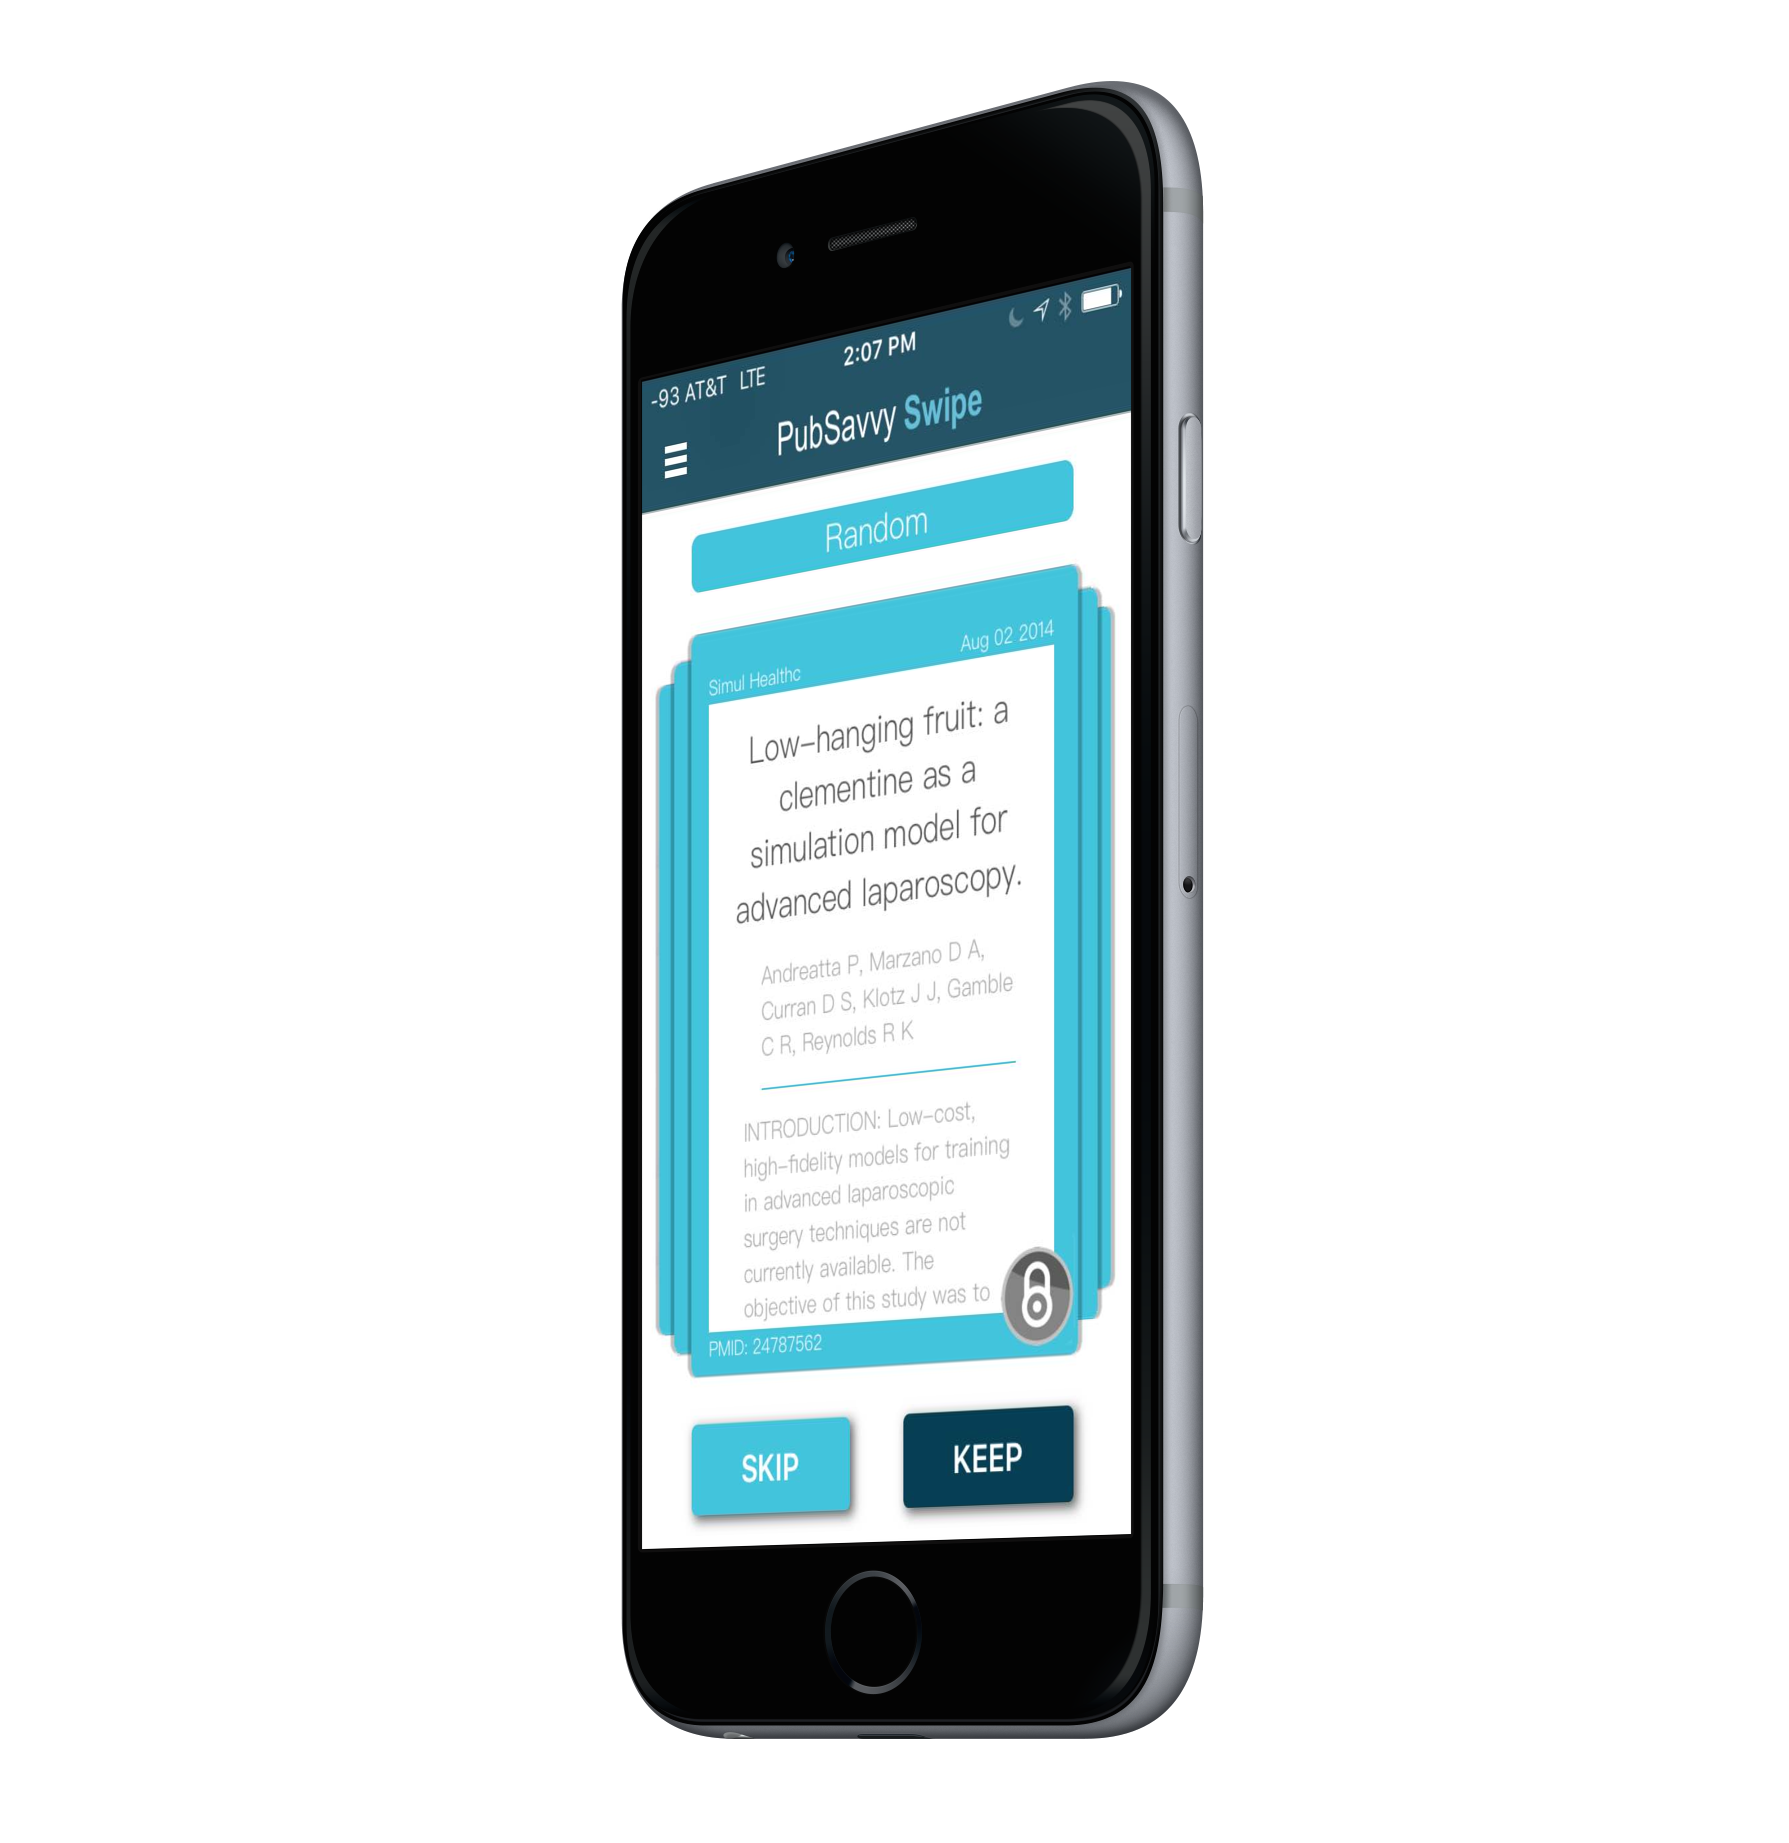 -93 AT&T LTE 2:07 PM
PubSavvy Swipe
Random
Simul Healthc Aug 02 2014
Low-hanging fruit: a
clementine as a
simulation model for
advanced laparoscopy.
Andreatta P, Marzano D A,
Curran D S, Klotz J J, Gamble
C R, Reynolds R K
INTRODUCTION: Low-cost,
high-fidelity models for training
in advanced laparoscopic
surgery techniques are not
currently available. The
objective of this study was to
PMID: 24787562
SKIP KEEP